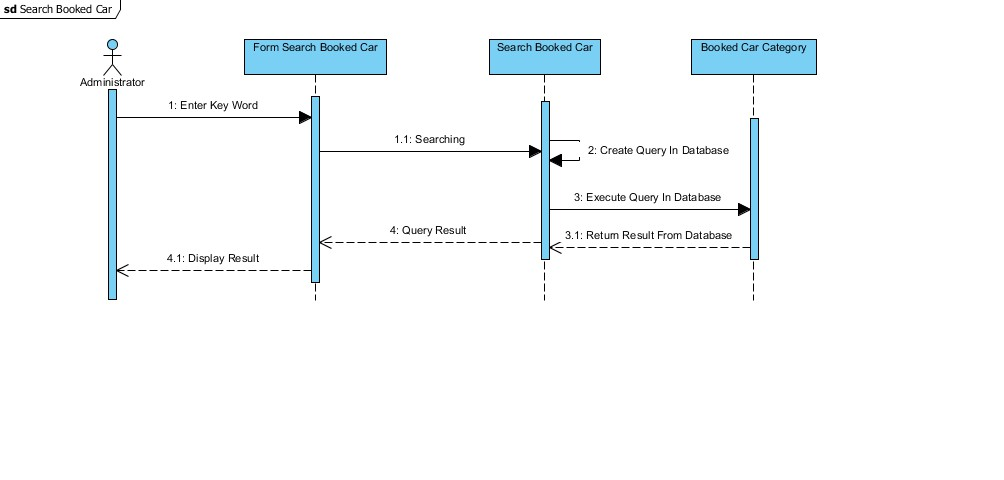 sd Search Booked Car
Administrator
Form Search Booked Car
Search Booked Car
Booked Car Category
1: Enter Key Word
1.1: Searching
2: Create Query In Database
3: Execute Query In Database
3.1: Return Result From Database
4: Query Result
4.1: Display Result